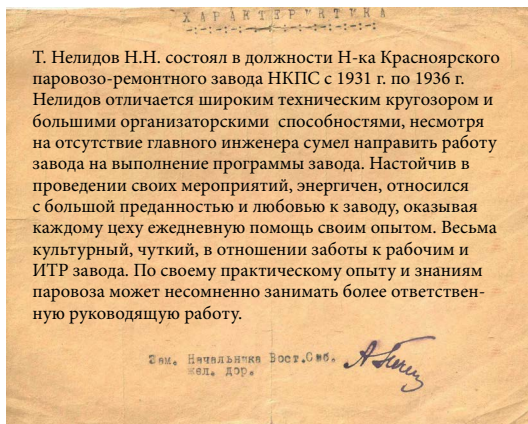 ХАРАКТЕРИСТИКА
Т. Нелидов Н.Н. состоял в должности Н-ка Красноярского
паровозо-ремонтного завода НКПС с 1931 г. по 1936 г.
Нелидов отличается широким техническим кругозором и
большими организаторскими способностями, несмотря
на отсутствие главного инженера сумел направить работу
завода на выполнение программы завода. Настойчив в
проведении своих мероприятий, энергичен, относился
с большой преданностью и любовью к заводу, оказывая
каждому цеху ежедневную помощь своим опытом. Весьма
культурный, чуткий, в отношении заботы к рабочим и
ИТР завода. По своему практическому опыту и знаниям
паровоза может несомненно занимать более ответствен-
ную руководящую работу.
Зам. Начальника Вост.Сиб.
жел. дор.